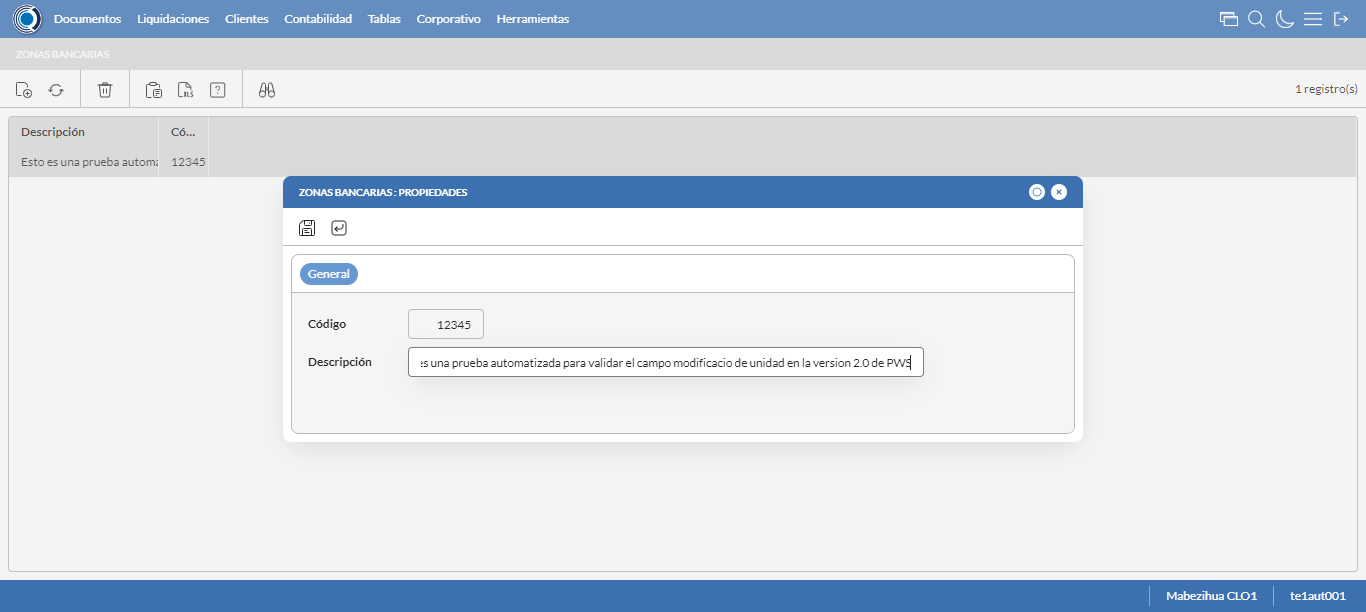 Documentos Liquidaciones Clientes Contabilidad Tablas Corporativo Herramientas
ZONAS BANCARIAS
XLS ? 1 registro(s)
Descripción Có...
Esto es una prueba automa 12345
ZONAS BANCARIAS : PROPIEDADES
General
Código 12345
Descripción es una prueba automatizada para validar el campo modificacio de unidad en la version 2.0 de PWS
Mabezihua CLO1 te1aut001